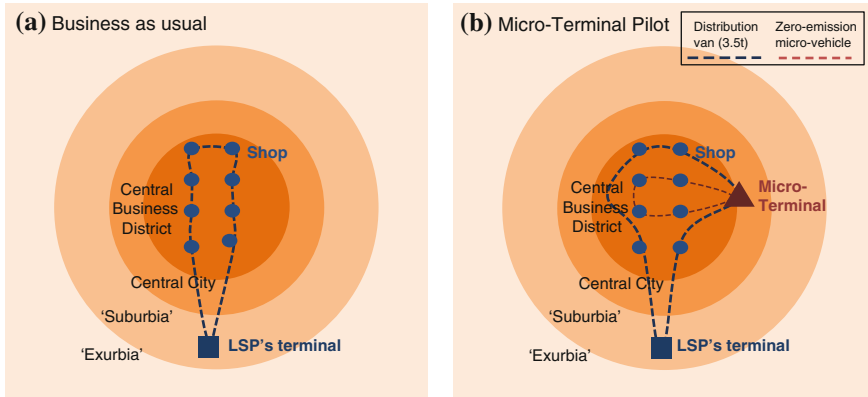 (a) Business as usual
Shop
Central
Business
District
Central City
‘Suburbia’
LSP's terminal
‘Exurbia’
(b) Micro-Terminal Pilot
Distribution
van (3.5t)
Zero-emission
micro-vehicle
Shop
Central
Business
District
Micro-
Terminal
Central City
‘Suburbia’
LSP's terminal
‘Exurbia’